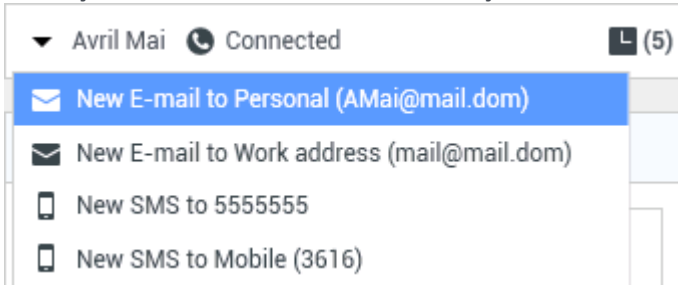 Avril Mai Connected (5)
New E-mail to Personal (AMai@mail.dom)
New E-mail to Work address (mail@mail.dom)
New SMS to 5555555
New SMS to Mobile (3616)